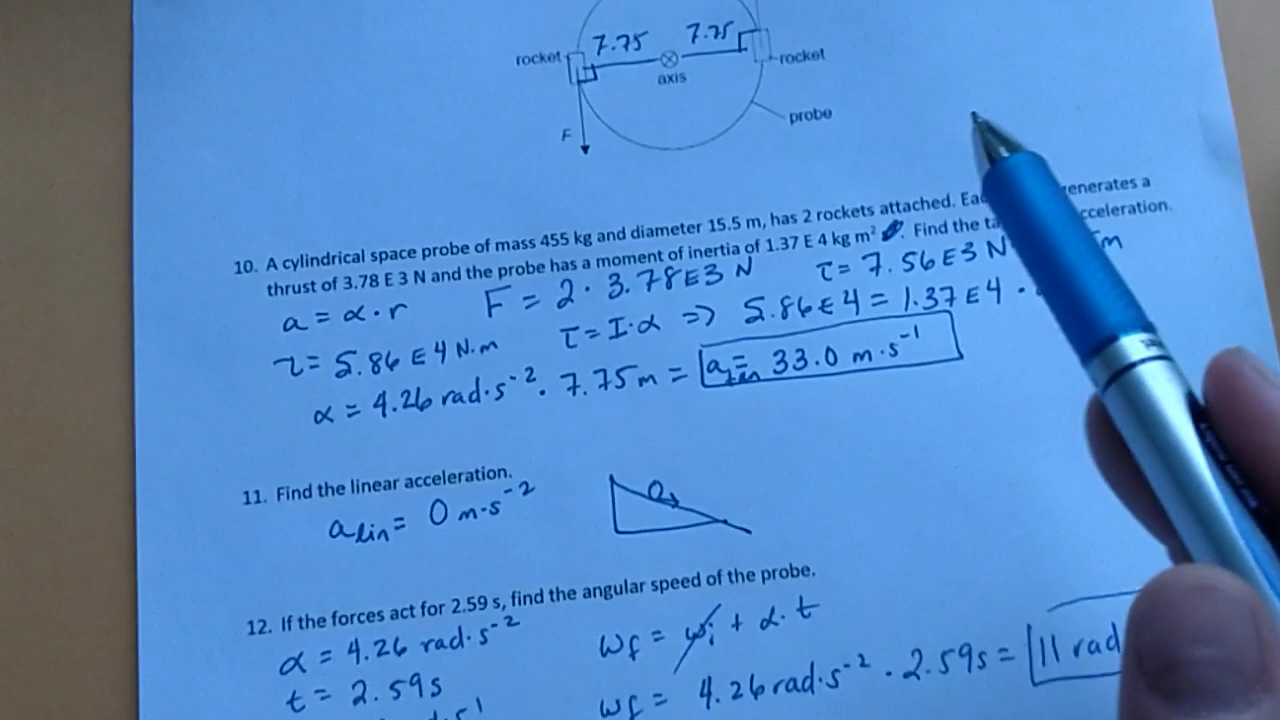 7.75 7.75
rocket
rocket
axis
probe
F
10. A cylindrical space probe of mass 455 kg and diameter 15.5 m, has 2 rockets attached. generates a
thrust of 3.78 E 3 N and the probe has a moment of inertia of 1.37 E 4 kg m² . Find the
a = α · r F = 2 · 3.78E3 N τ = 7.56E3 N m
τ = 5.86 E 4 N·m τ = I·α => 5.86E4 = 1.37E4 ·
α = 4.26 rad·s⁻² · 7.75 m = 33.0 m·s⁻¹
11. Find the linear acceleration.
alin = 0 m·s⁻²
12. If the forces act for 2.59 s, find the angular speed of the probe.
α = 4.26 rad·s⁻² ωf = ωi + α·t
t = 2.59 s ωf = 4.26 rad·s⁻² · 2.59s = 11 rad